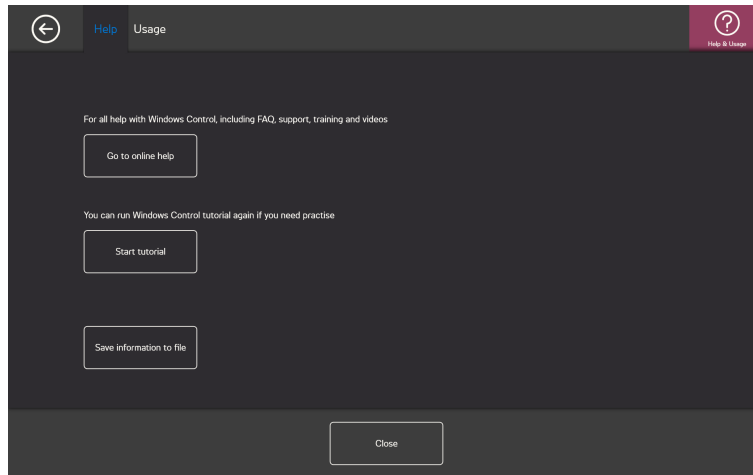 Help Usage
Help & Usage
For all help with Windows Control, including FAQ, support, training and videos
Go to online help
You can run Windows Control tutorial again if you need practise
Start tutorial
Save information to file
Close